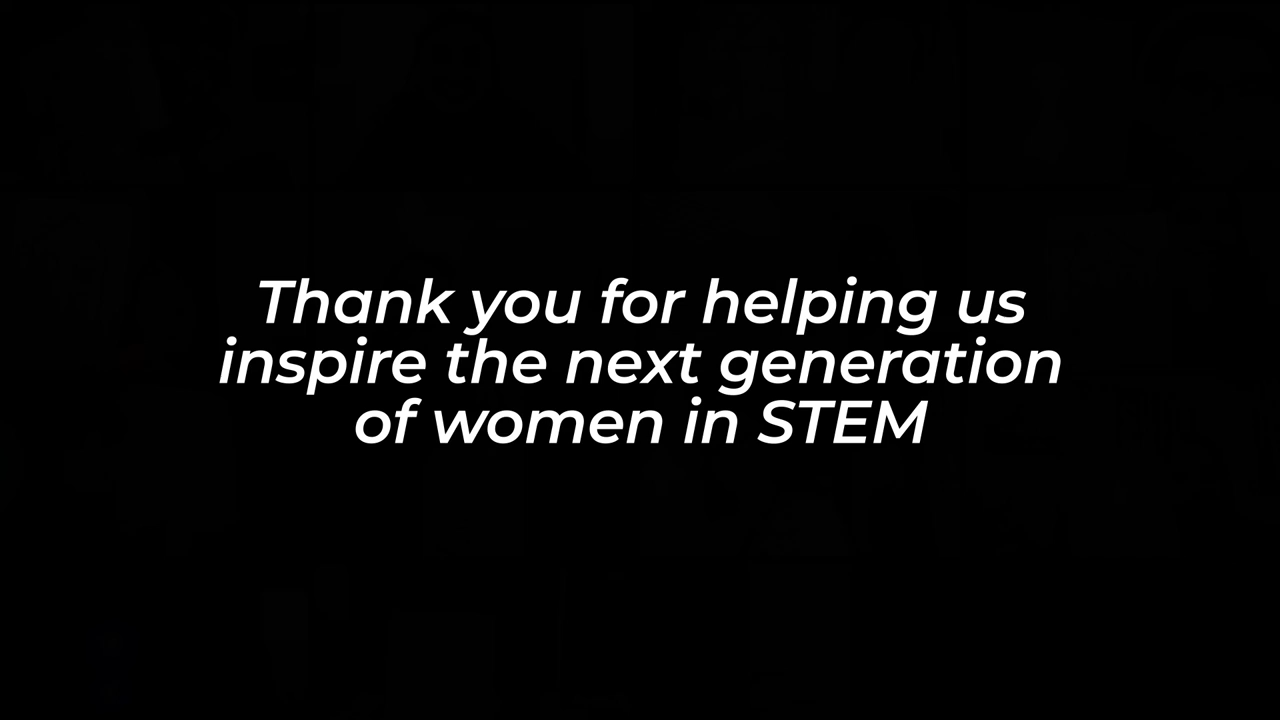 Thank you for helping us
inspire the next generation
of women in STEM